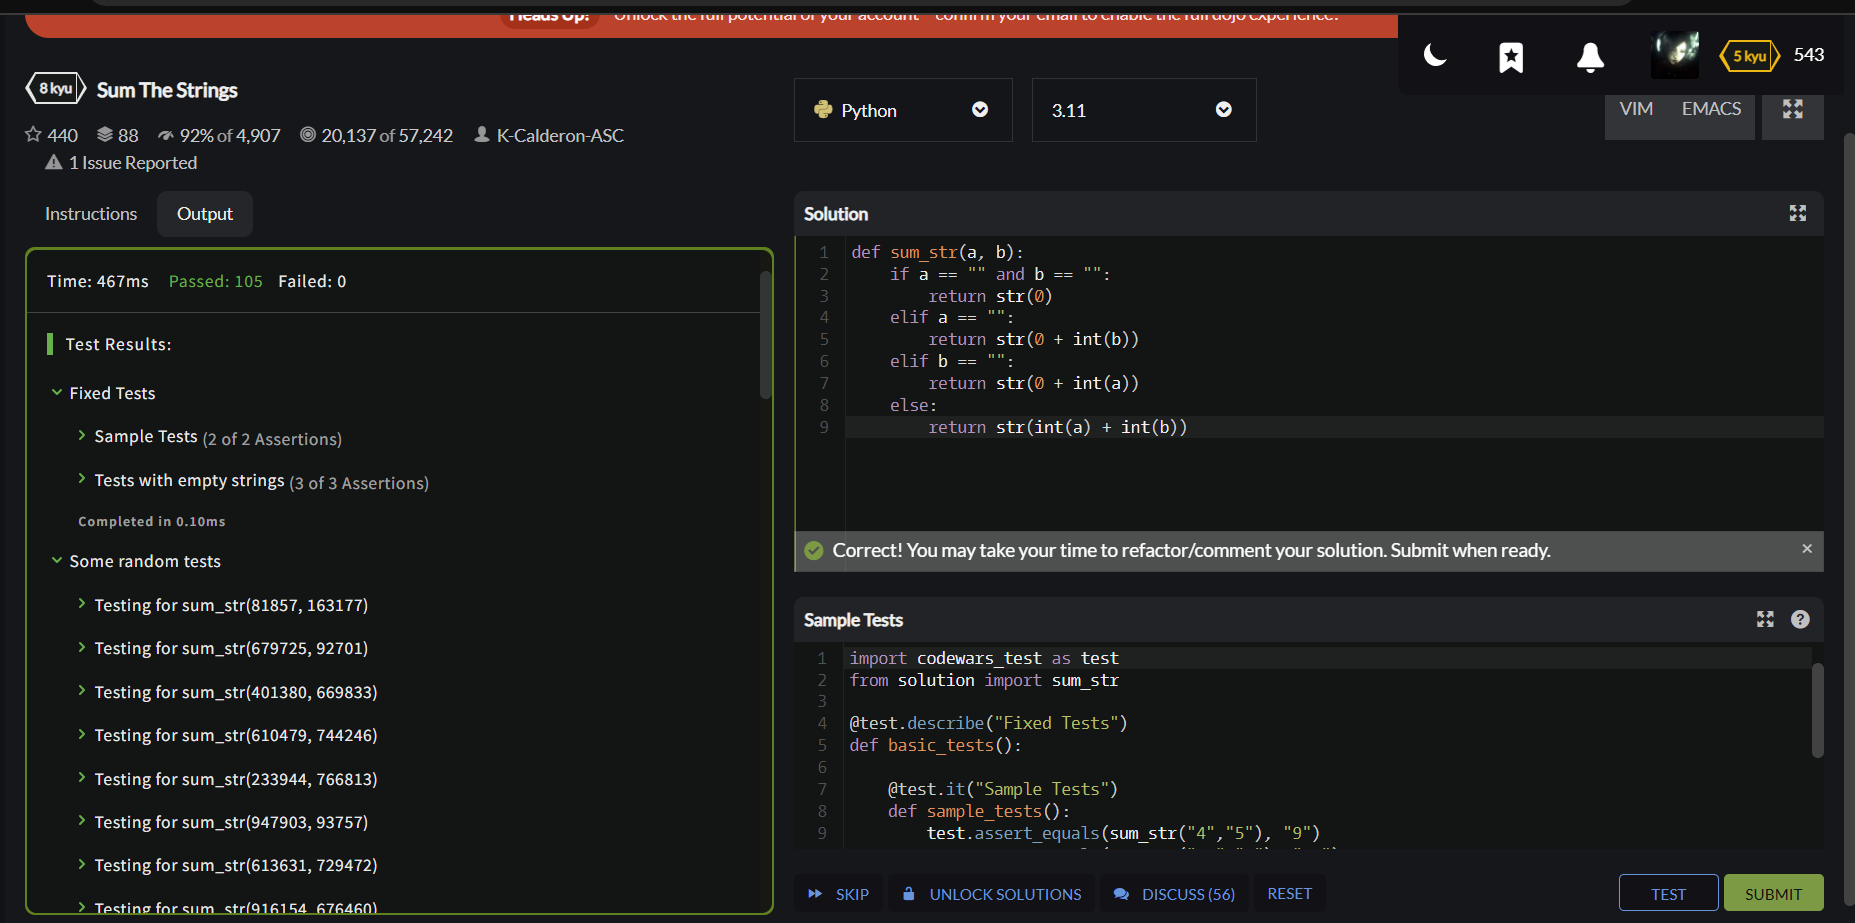 Heads Up! Unlock the full potential of your account - confirm your email to enable the full dojo experience.
5 kyu 543
8 kyu Sum The Strings
440 88 92% of 4,907 20,137 of 57,242 K-Calderon-ASC
1 Issue Reported
Python 3.11 VIM EMACS
Instructions Output
Time: 467ms Passed: 105 Failed: 0
Test Results:
Fixed Tests
Sample Tests (2 of 2 Assertions)
Tests with empty strings (3 of 3 Assertions)
Completed in 0.10ms
Some random tests
Testing for sum_str(81857, 163177)
Testing for sum_str(679725, 92701)
Testing for sum_str(401380, 669833)
Testing for sum_str(610479, 744246)
Testing for sum_str(233944, 766813)
Testing for sum_str(947903, 93757)
Testing for sum_str(613631, 729472)
Testing for sum_str(916154, 676460)
Solution
1 def sum_str(a, b):
2     if a == "" and b == "":
3         return str(0)
4     elif a == "":
5         return str(0 + int(b))
6     elif b == "":
7         return str(0 + int(a))
8     else:
9         return str(int(a) + int(b))
Correct! You may take your time to refactor/comment your solution. Submit when ready. ×
Sample Tests ?
1 import codewars_test as test
2 from solution import sum_str
3
4 @test.describe("Fixed Tests")
5 def basic_tests():
6
7     @test.it("Sample Tests")
8     def sample_tests():
9         test.assert_equals(sum_str("4","5"), "9")
SKIP UNLOCK SOLUTIONS DISCUSS (56) RESET TEST SUBMIT